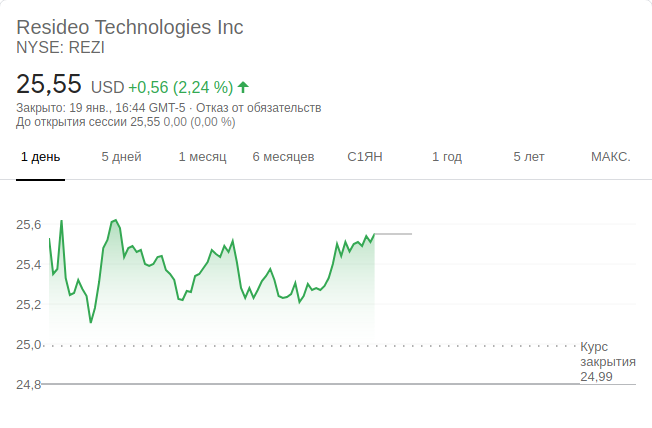 Resideo Technologies Inc
NYSE: REZI
25,55 USD +0,56 (2,24 %)
Закрыто: 19 янв., 16:44 GMT-5 · Отказ от обязательств
До открытия сессии 25,55 0,00 (0,00 %)
1 день 5 дней 1 месяц 6 месяцев С1ЯН 1 год 5 лет МАКС.
25,6
25,4
25,2
25,0
24,8
Курс
закрытия
24,99